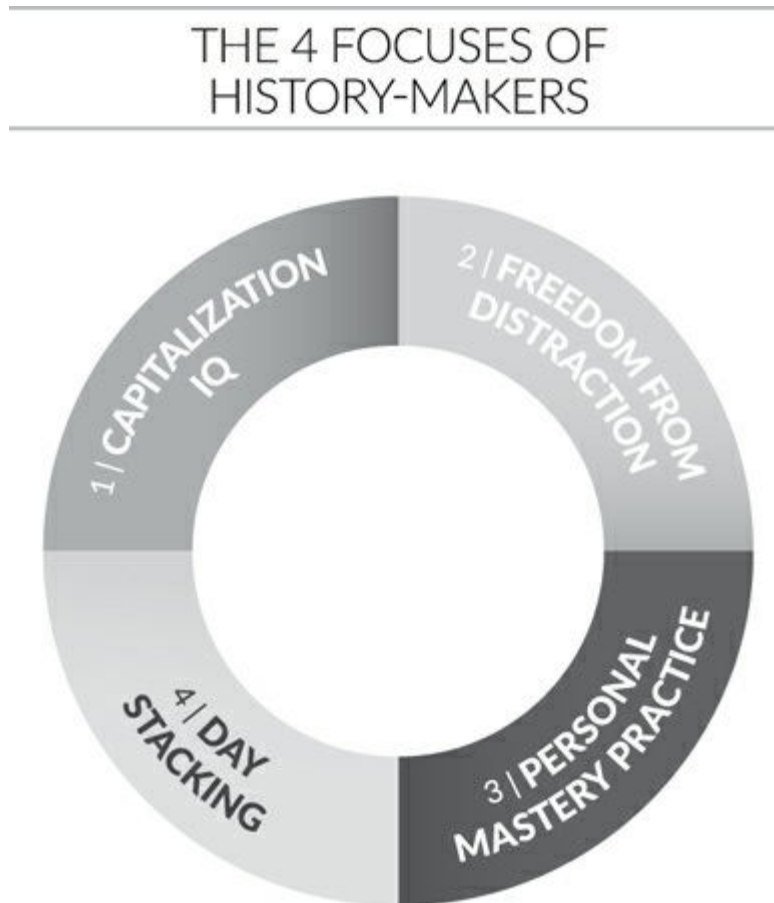 THE 4 FOCUSES OF
HISTORY-MAKERS
1 | CAPITALIZATION
IQ
2 | FREEDOM FROM
DISTRACTION
3 | PERSONAL
MASTERY PRACTICE
4 | DAY
STACKING